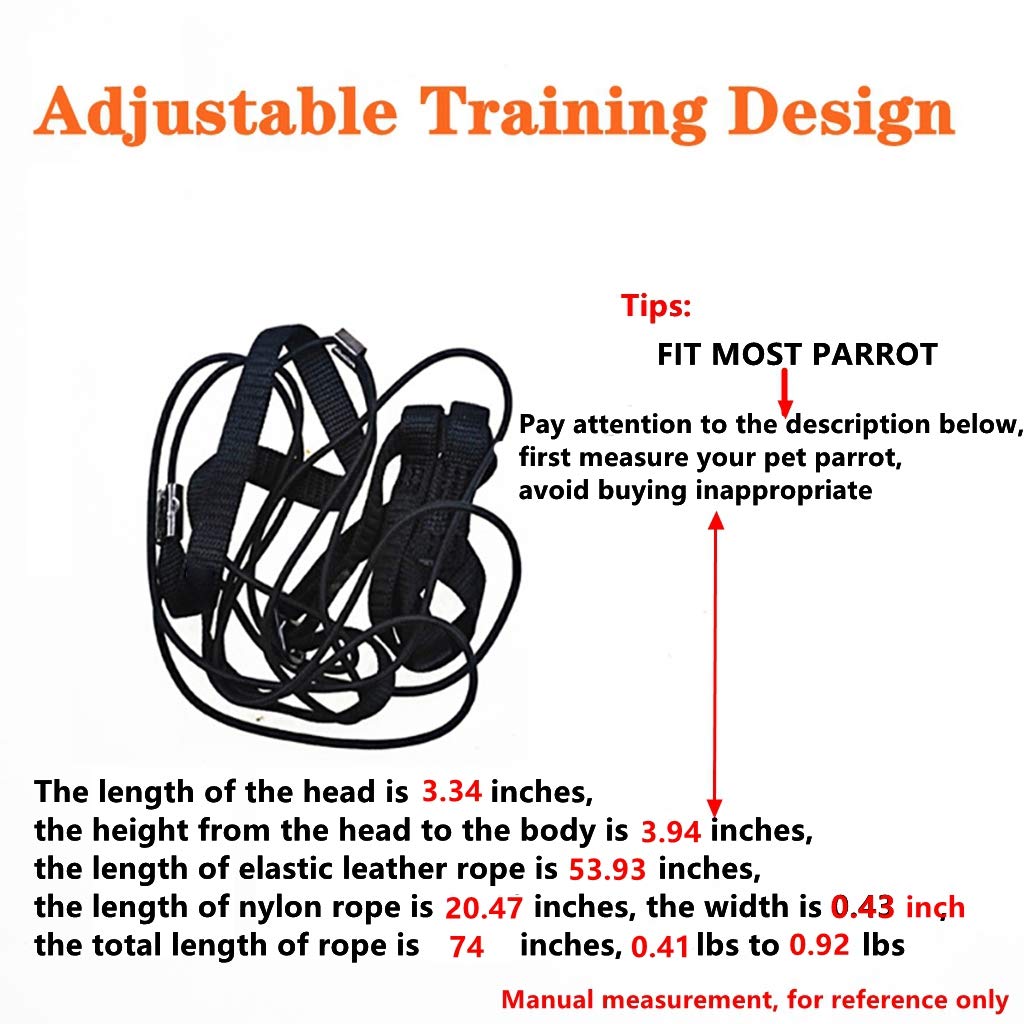 Adjustable Training Design
Tips:
FIT MOST PARROT
Pay attention to the description below,
first measure your pet parrot,
avoid buying inappropriate
The length of the head is 3.34 inches,
the height from the head to the body is 3.94 inches,
the length of elastic leather rope is 53.93 inches,
the length of nylon rope is 20.47 inches, the width is 0.43 inch,
the total length of rope is 74 inches, 0.41 lbs to 0.92 lbs
Manual measurement, for reference only